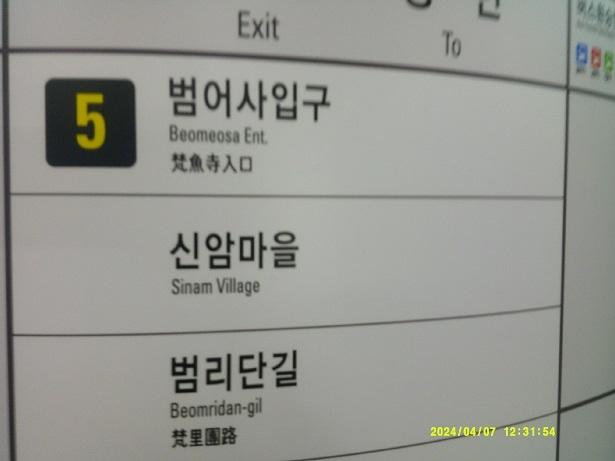 Exit
To
5
범어사입구
Beomeosa Ent.
梵魚寺入口
신암마을
Sinam Village
범리단길
Beomridan-gil
梵里團路
2024/04/07 12:31:54